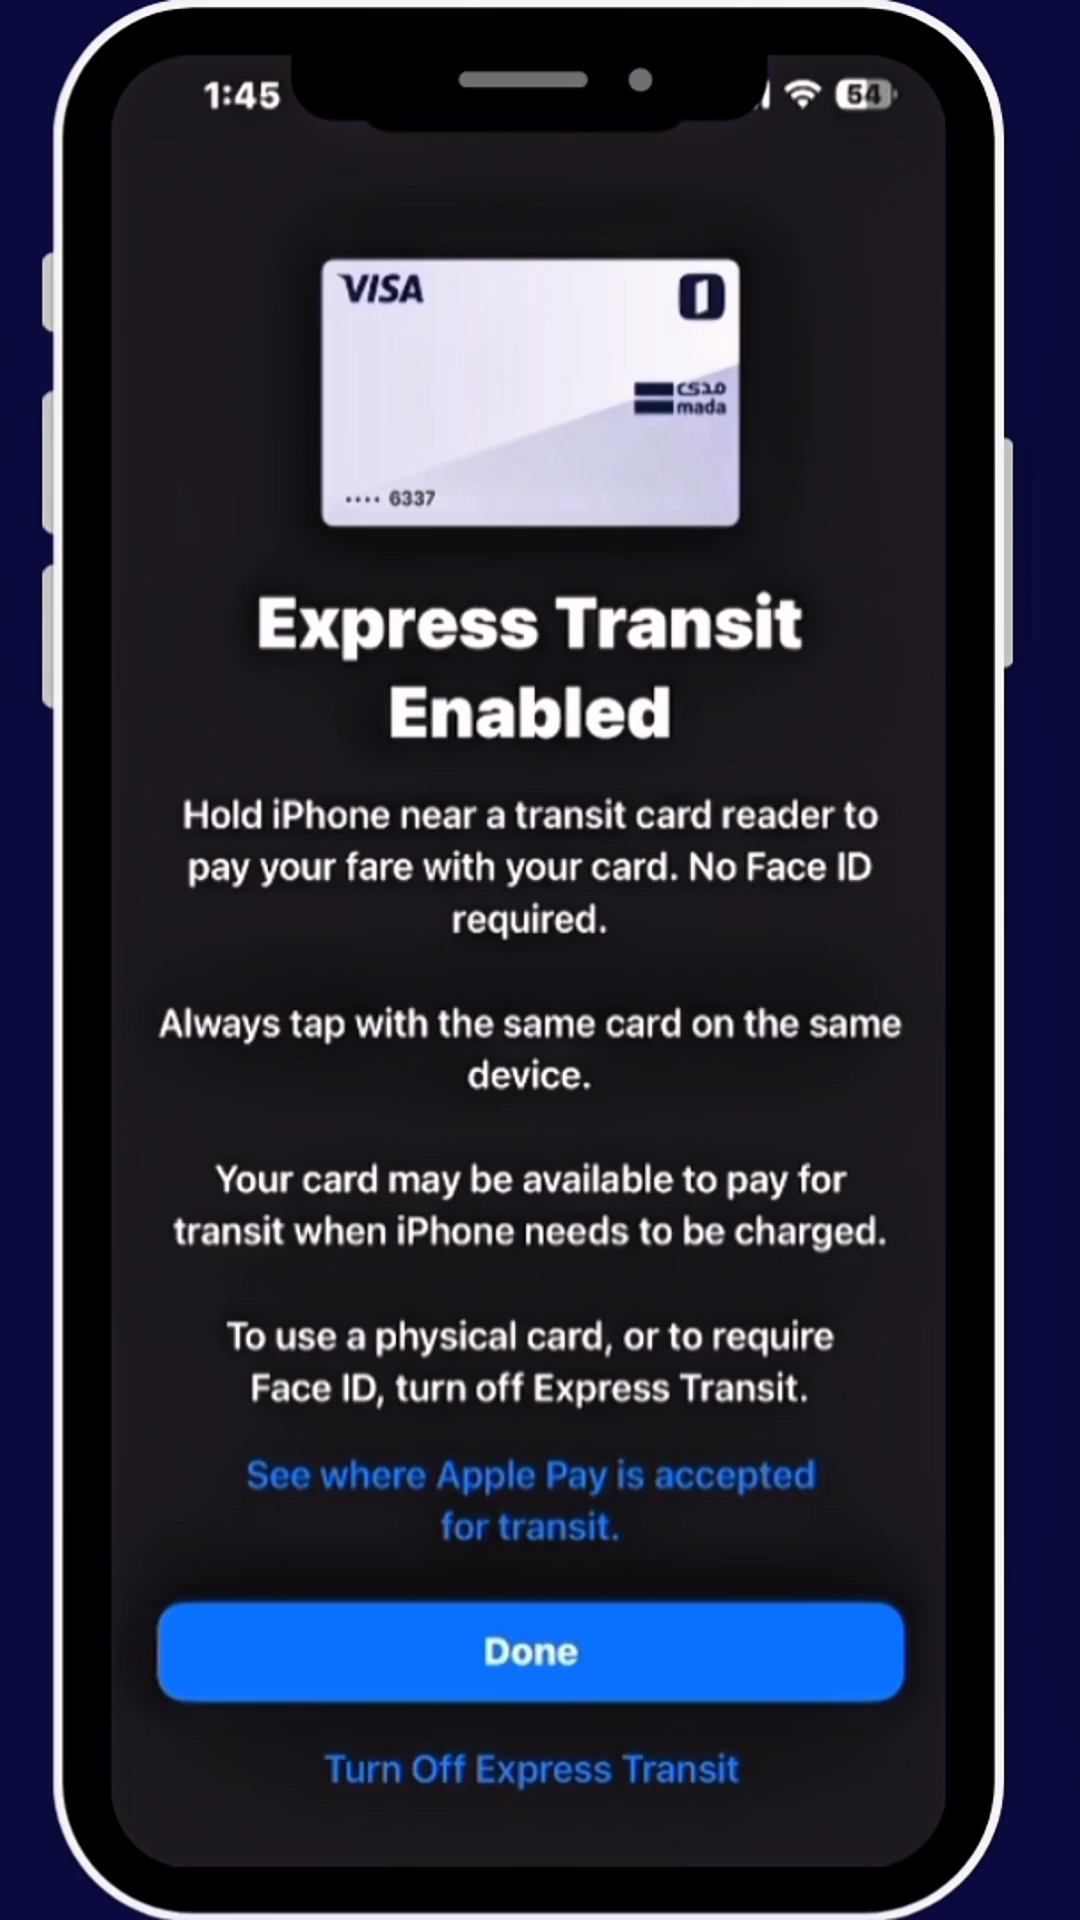 1:45
54
VISA
مدى
mada
•••• 6337
Express Transit
Enabled
Hold iPhone near a transit card reader to
pay your fare with your card. No Face ID
required.
Always tap with the same card on the same
device.
Your card may be available to pay for
transit when iPhone needs to be charged.
To use a physical card, or to require
Face ID, turn off Express Transit.
See where Apple Pay is accepted
for transit.
Done
Turn Off Express Transit